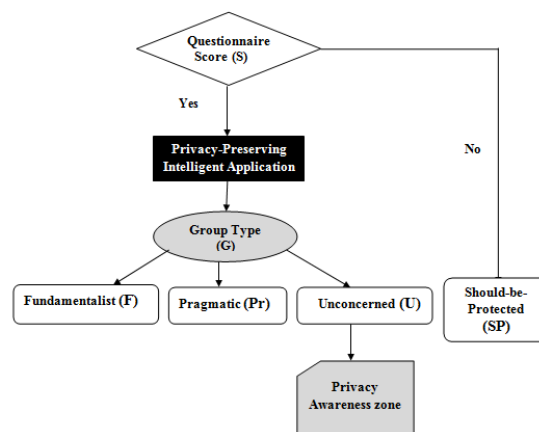 Questionnaire
Score (S)
Yes
No
Privacy-Preserving
Intelligent Application
Group Type
(G)
Fundamentalist (F)
Pragmatic (Pr)
Unconcerned (U)
Should-be-
Protected
(SP)
Privacy
Awareness zone